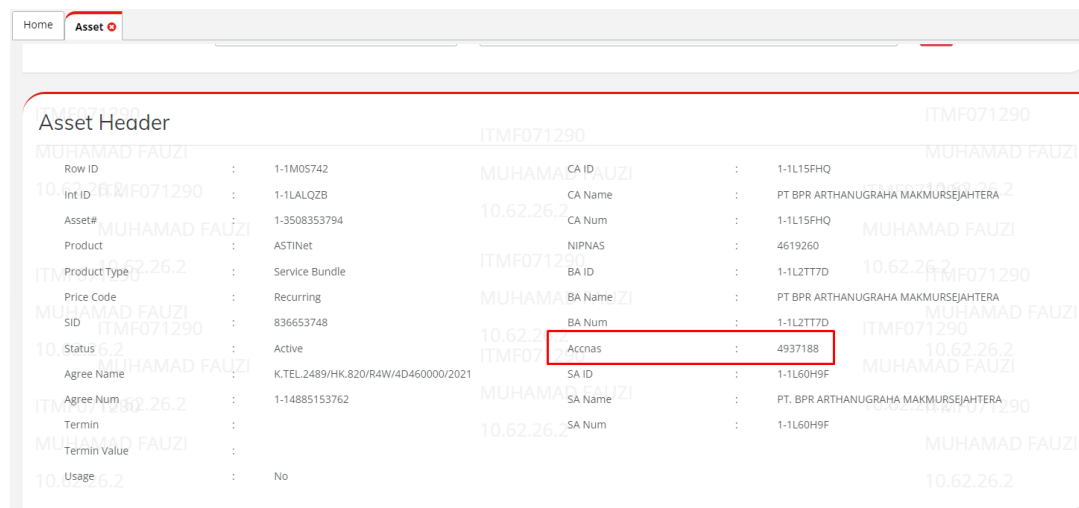 Home
Asset
Asset Header
Row ID : 1-1M0S742
Int ID : 1-1LALQZB
Asset# : 1-3508353794
Product : ASTINet
Product Type : Service Bundle
Price Code : Recurring
SID : 836653748
Status : Active
Agree Name : K.TEL.2489/HK.820/R4W/4D460000/2021
Agree Num : 1-14885153762
Termin :
Termin Value :
Usage : No
CA ID : 1-1L15FHQ
CA Name : PT BPR ARTHANUGRAHA MAKMURSEJAHTERA
CA Num : 1-1L15FHQ
NIPNAS : 4619260
BA ID : 1-1L2TT7D
BA Name : PT BPR ARTHANUGRAHA MAKMURSEJAHTERA
BA Num : 1-1L2TT7D
Accnas : 4937188
SA ID : 1-1L60H9F
SA Name : PT. BPR ARTHANUGRAHA MAKMURSEJAHTERA
SA Num : 1-1L60H9F
ITMF071290
MUHAMAD FAUZI
10.62.26.2